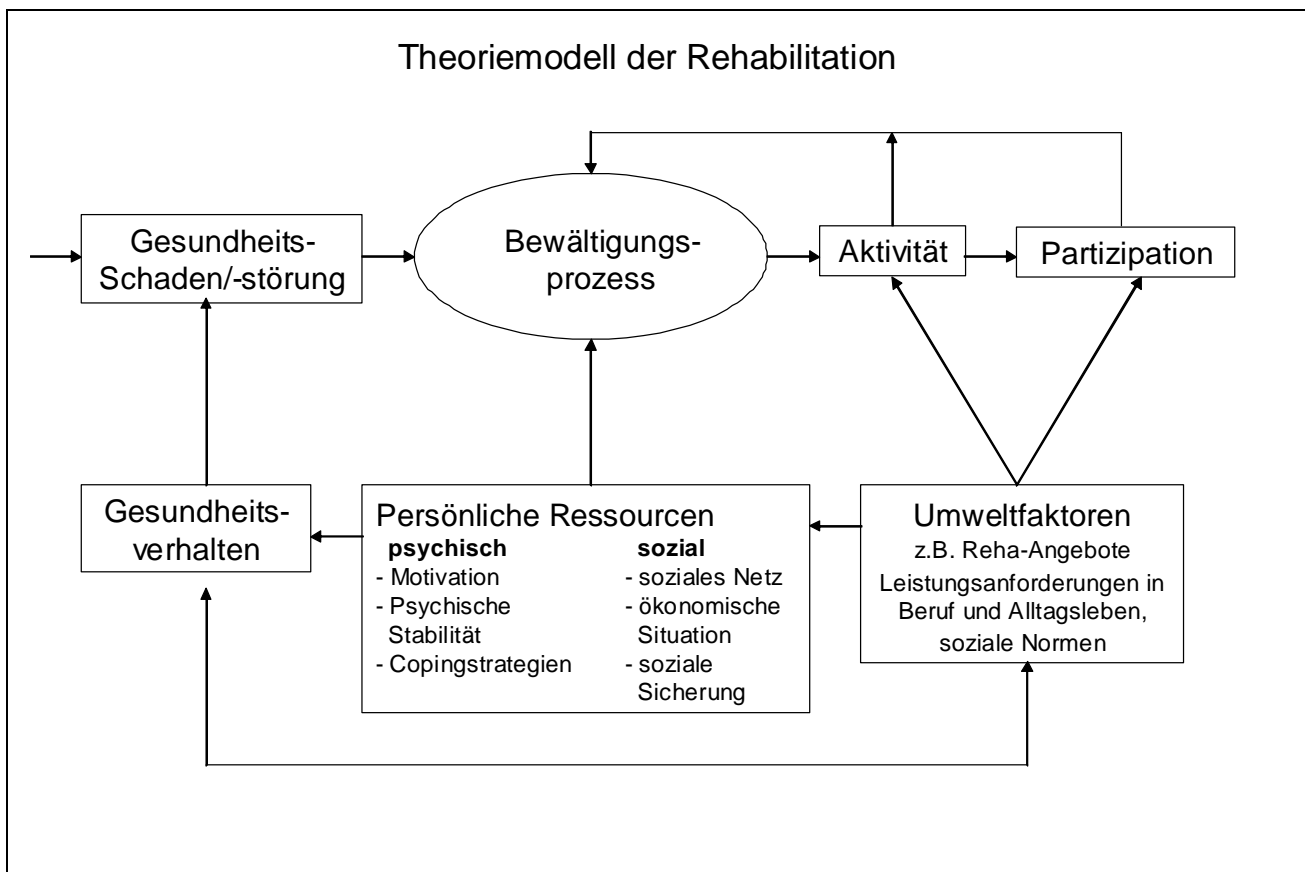 Theoriemodell der Rehabilitation
Gesundheits-
Schaden/-störung
Bewältigungs-
prozess
Aktivität
Partizipation
Gesundheits-
verhalten
Persönliche Ressourcen
psychisch
- Motivation
- Psychische
Stabilität
- Copingstrategien
sozial
- soziales Netz
- ökonomische
Situation
- soziale
Sicherung
Umweltfaktoren
z.B. Reha-Angebote
Leistungsanforderungen in
Beruf und Alltagsleben,
soziale Normen